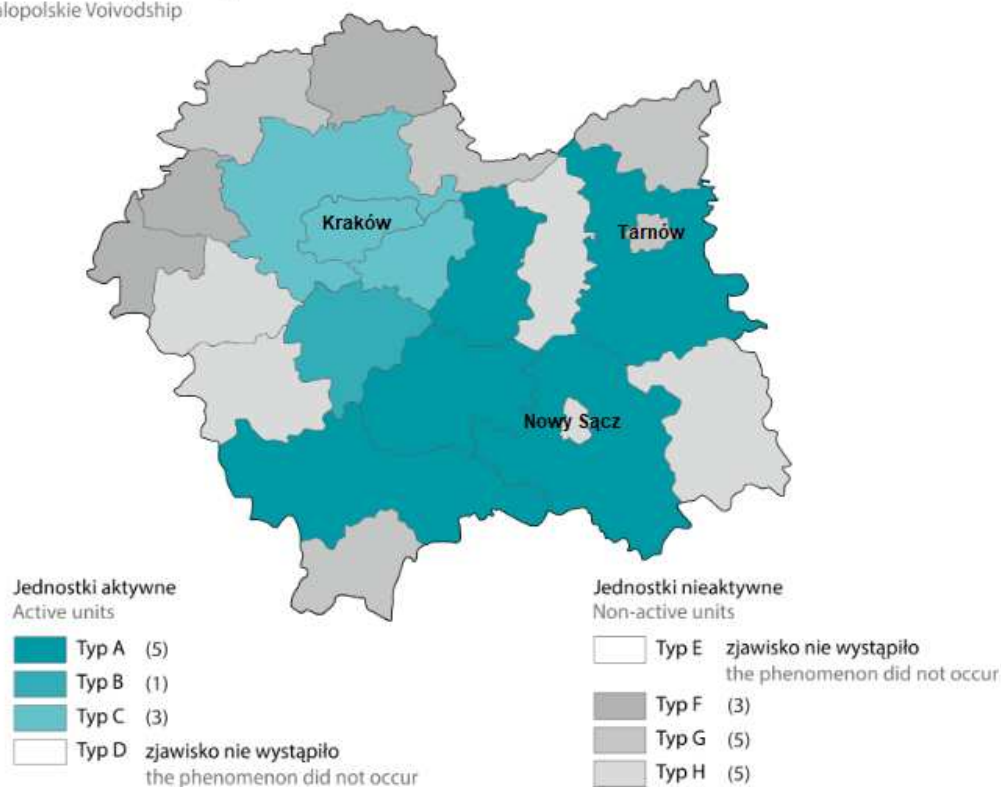 Voivodship
Kraków
Tarnów
Nowy Sącz
Jednostki aktywne
Active units
Typ A (5)
Typ B (1)
Typ C (3)
Typ D zjawisko nie wystąpiło
the phenomenon did not occur
Jednostki nieaktywne
Non-active units
Typ E zjawisko nie wystąpiło
the phenomenon did not occur
Typ F (3)
Typ G (5)
Typ H (5)